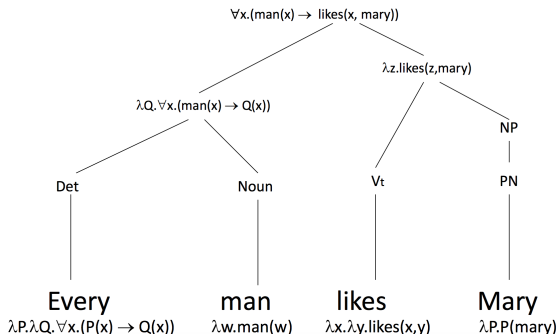 ∀x.(man(x) → likes(x, mary))
λz.likes(z,mary)
λQ.∀x.(man(x) → Q(x))
NP
Det Noun Vt PN
Every man likes Mary
λP.λQ.∀x.(P(x) → Q(x)) λw.man(w) λx.λy.likes(x,y) λP.P(mary)